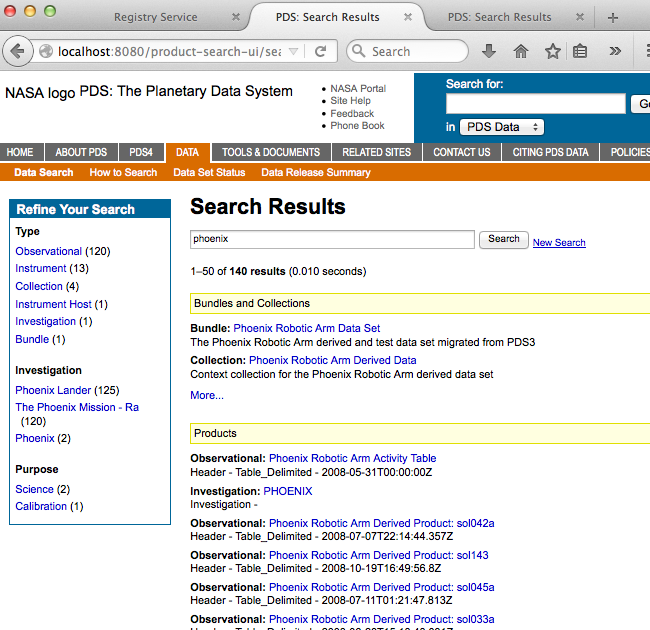 Registry Service
PDS: Search Results
PDS: Search Results
localhost:8080/product-search-ui/sea
Search
NASA logo PDS: The Planetary Data System
NASA Portal
Site Help
Feedback
Phone Book
Search for:
Go
in PDS Data
HOME ABOUT PDS PDS4 DATA TOOLS & DOCUMENTS RELATED SITES CONTACT US CITING PDS DATA POLICIES
Data Search How to Search Data Set Status Data Release Summary
Refine Your Search
Type
Observational (120)
Instrument (13)
Collection (4)
Instrument Host (1)
Investigation (1)
Bundle (1)
Investigation
Phoenix Lander (125)
The Phoenix Mission - Ra
(120)
Phoenix (2)
Purpose
Science (2)
Calibration (1)
Search Results
phoenix
Search
New Search
1–50 of 140 results (0.010 seconds)
Bundles and Collections
Bundle: Phoenix Robotic Arm Data Set
The Phoenix Robotic Arm derived and test data set migrated from PDS3
Collection: Phoenix Robotic Arm Derived Data
Context collection for the Phoenix Robotic Arm derived data set
More...
Products
Observational: Phoenix Robotic Arm Activity Table
Header - Table_Delimited - 2008-05-31T00:00:00Z
Investigation: PHOENIX
Investigation -
Observational: Phoenix Robotic Arm Derived Product: sol042a
Header - Table_Delimited - 2008-07-07T22:14:44.357Z
Observational: Phoenix Robotic Arm Derived Product: sol143
Header - Table_Delimited - 2008-10-19T16:49:56.8Z
Observational: Phoenix Robotic Arm Derived Product: sol045a
Header - Table_Delimited - 2008-07-11T01:21:47.813Z
Observational: Phoenix Robotic Arm Derived Product: sol033a
Header - Table_Delimited -